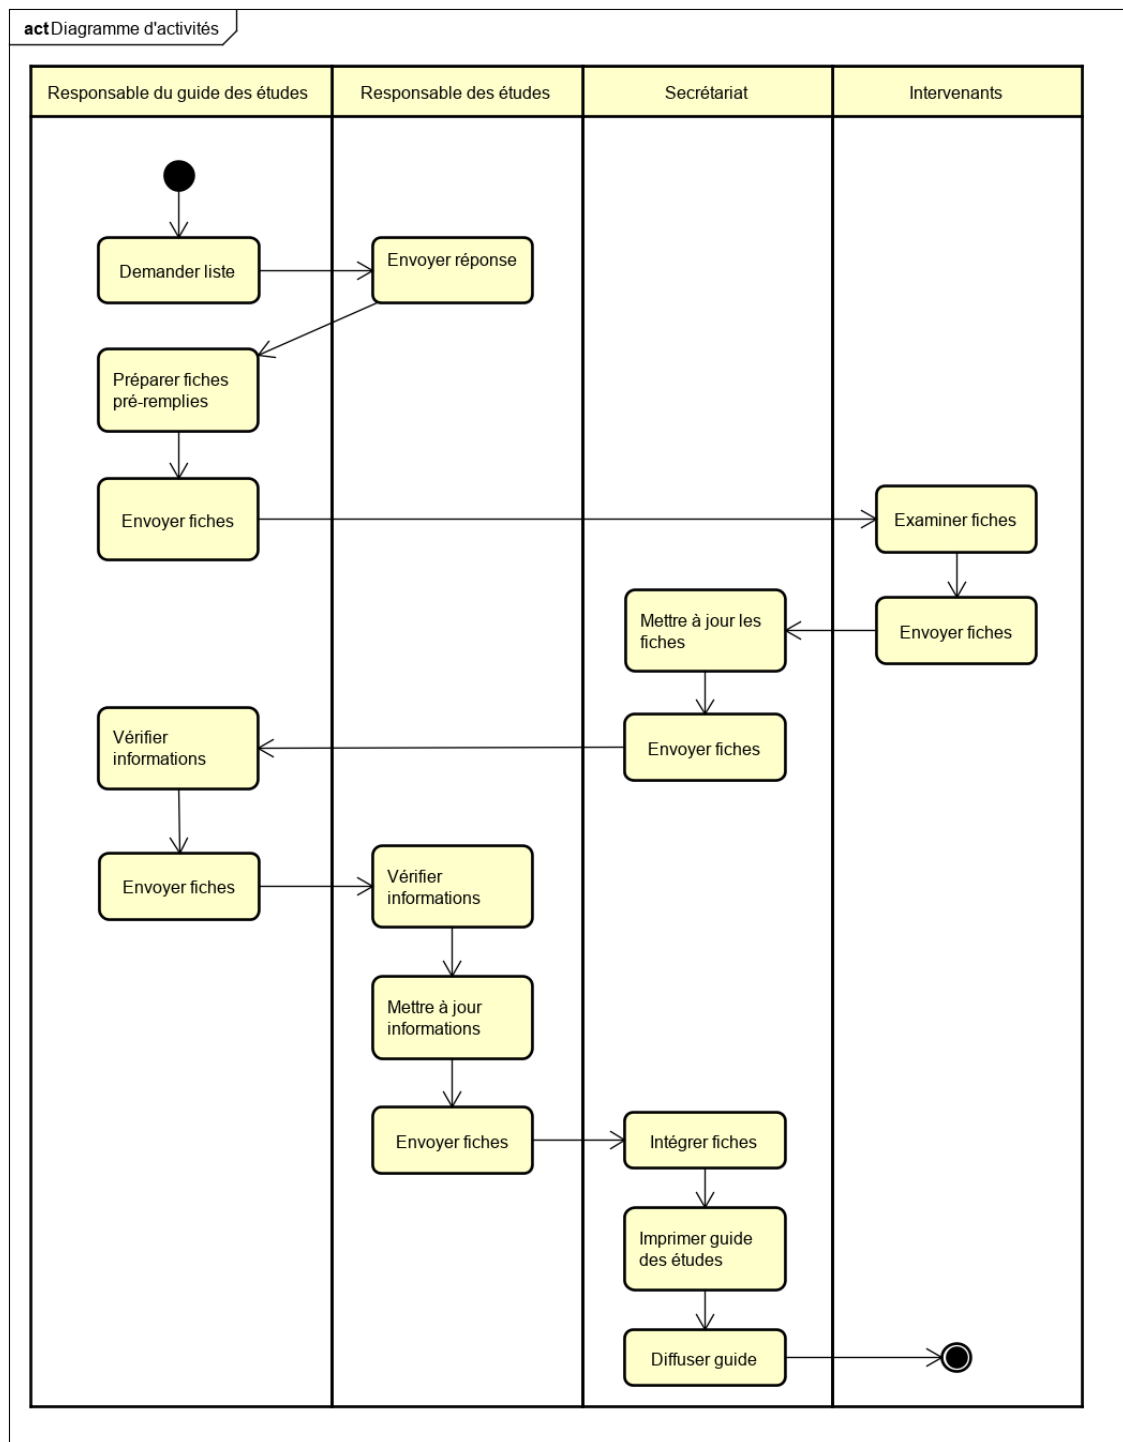 act Diagramme d'activités
Responsable du guide des études
Responsable des études
Secrétariat
Intervenants
Demander liste
Envoyer réponse
Préparer fiches
pré-remplies
Envoyer fiches
Examiner fiches
Mettre à jour les
fiches
Envoyer fiches
Vérifier
informations
Envoyer fiches
Envoyer fiches
Vérifier
informations
Mettre à jour
informations
Envoyer fiches
Intégrer fiches
Imprimer guide
des études
Diffuser guide